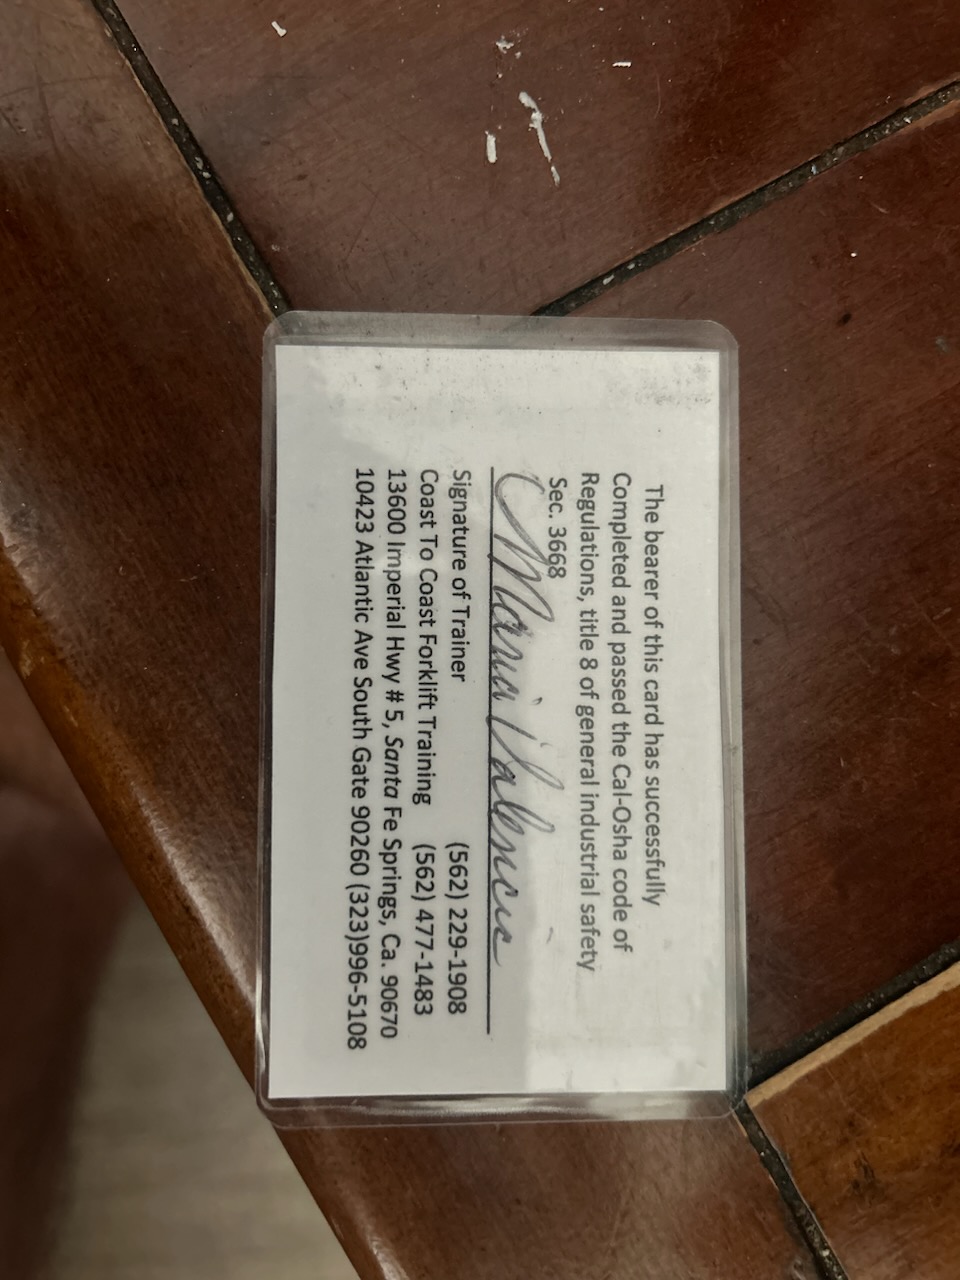 The bearer of this card has successfully
Completed and passed the Cal-Osha code of
Regulations, title 8 of general industrial safety
Sec. 3668
Maria Valencia
Signature of Trainer (562) 229-1908
Coast To Coast Forklift Training (562) 477-1483
13600 Imperial Hwy # 5, Santa Fe Springs, Ca. 90670
10423 Atlantic Ave South Gate 90260 (323)996-5108